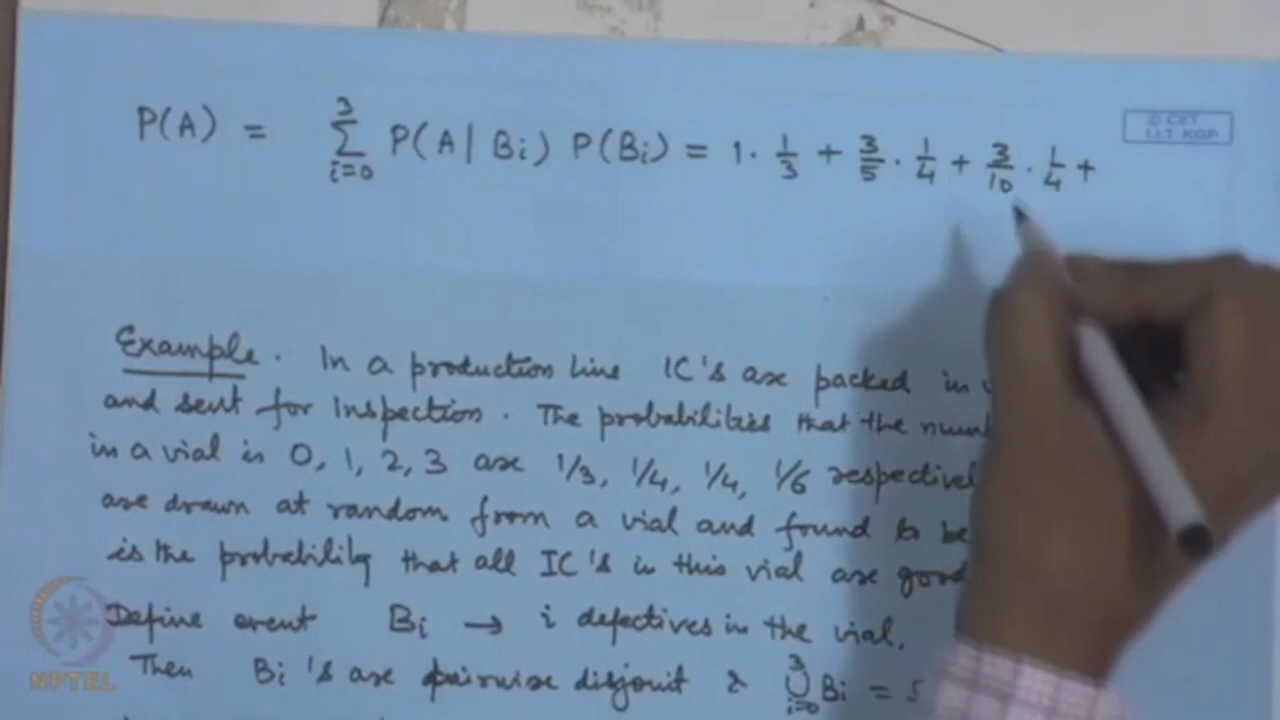 © CET
I.I.T. KGP
P(A) = 3 Σ i=0 P(A | Bi) P(Bi) = 1. 1/3 + 3/5 . 1/4 + 3/10 . 1/4 +
Example. In a production line IC's are packed in
and sent for inspection. The probabilities that the
in a vial is 0, 1, 2, 3 are 1/3, 1/4, 1/4, 1/6
are drawn at random from a vial and found to be
is the probability that all IC's in this vial are good
Define event Bi → i defectives in the vial.
Then Bi's are pairwise disjoint & 3 ∪ i=0 Bi =
NPTEL